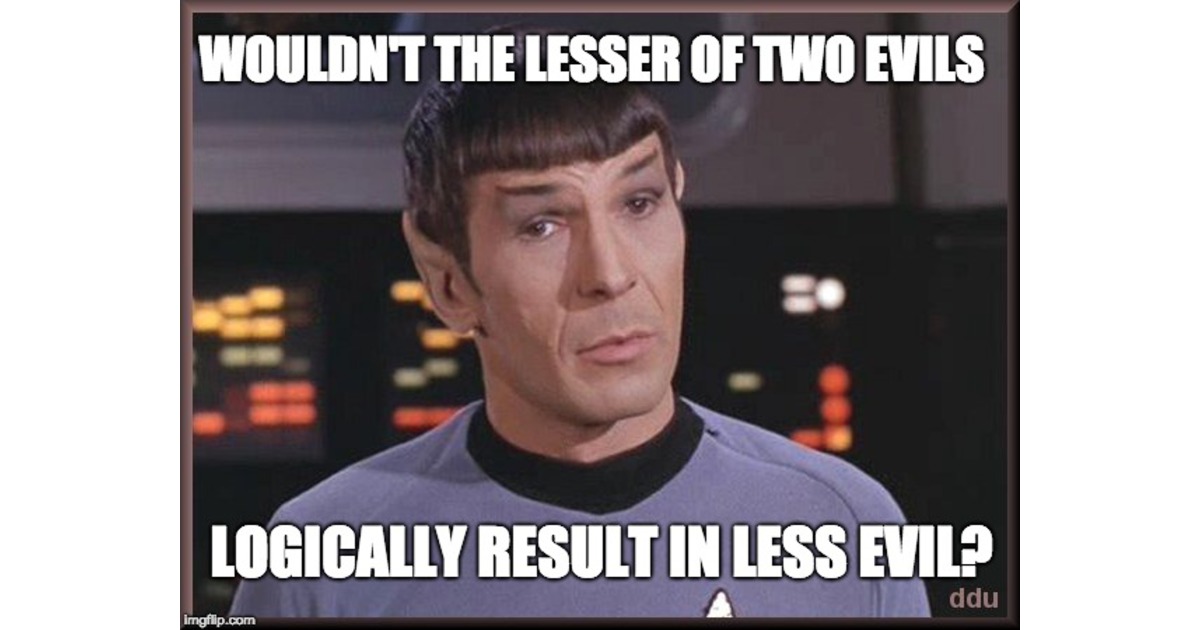 WOULDN'T THE LESSER OF TWO EVILS
LOGICALLY RESULT IN LESS EVIL?
ddu
imgflip.com